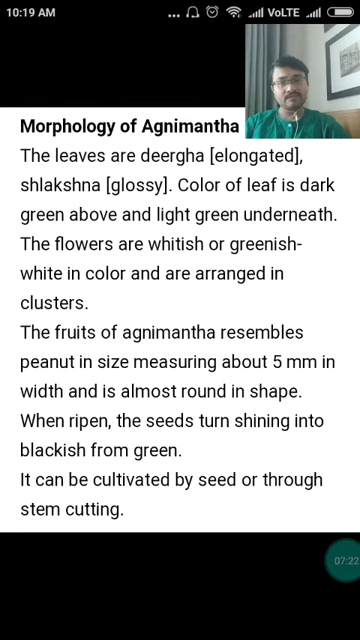 10:19 AM ... VoLTE
Morphology of Agnimantha
The leaves are deergha [elongated],
shlakshna [glossy]. Color of leaf is dark
green above and light green underneath.
The flowers are whitish or greenish-
white in color and are arranged in
clusters.
The fruits of agnimantha resembles
peanut in size measuring about 5 mm in
width and is almost round in shape.
When ripen, the seeds turn shining into
blackish from green.
It can be cultivated by seed or through
stem cutting.
07:22